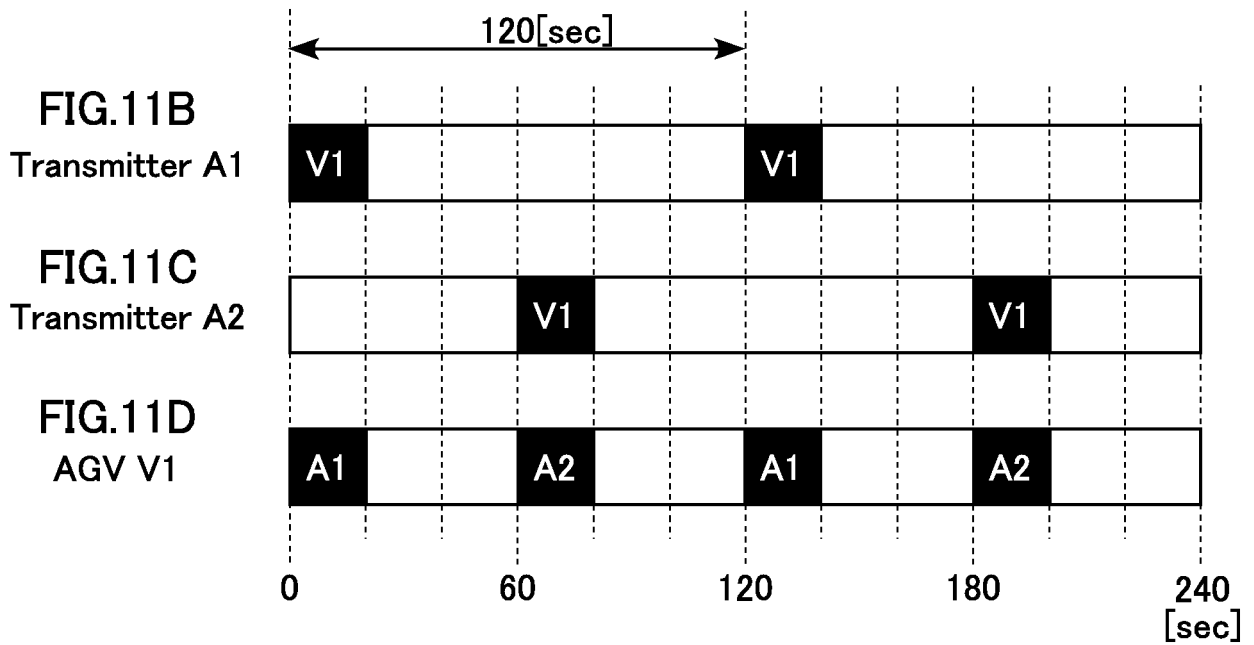 120[sec]
FIG.11B
Transmitter A1
V1 V1
FIG.11C
Transmitter A2
V1 V1
FIG.11D
AGV V1
A1 A2 A1 A2
0 60 120 180 240
[sec]